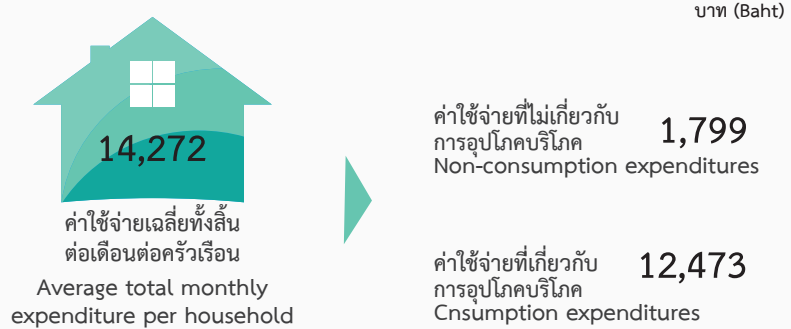 บาท (Baht)
14,272
ค่าใช้จ่ายเฉลี่ยทั้งสิ้น
ต่อเดือนต่อครัวเรือน
Average total monthly
expenditure per household
ค่าใช้จ่ายที่ไม่เกี่ยวกับ
การอุปโภคบริโภค
1,799
Non-consumption expenditures
ค่าใช้จ่ายที่เกี่ยวกับ
การอุปโภคบริโภค
12,473
Cnsumption expenditures